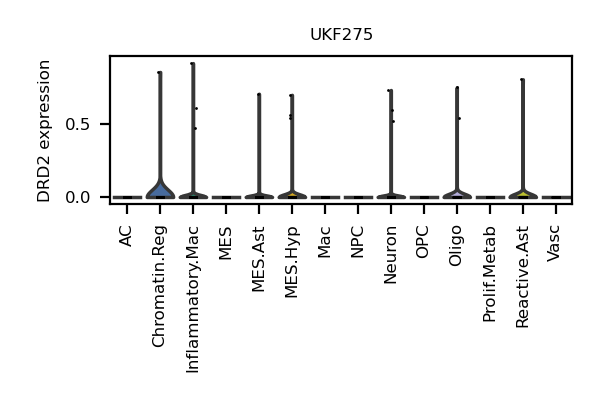 UKF275
DRD2 expression
0.5
0.0
AC
Chromatin.Reg
Inflammatory.Mac
MES
MES.Ast
MES.Hyp
Mac
NPC
Neuron
OPC
Oligo
Prolif.Metab
Reactive.Ast
Vasc